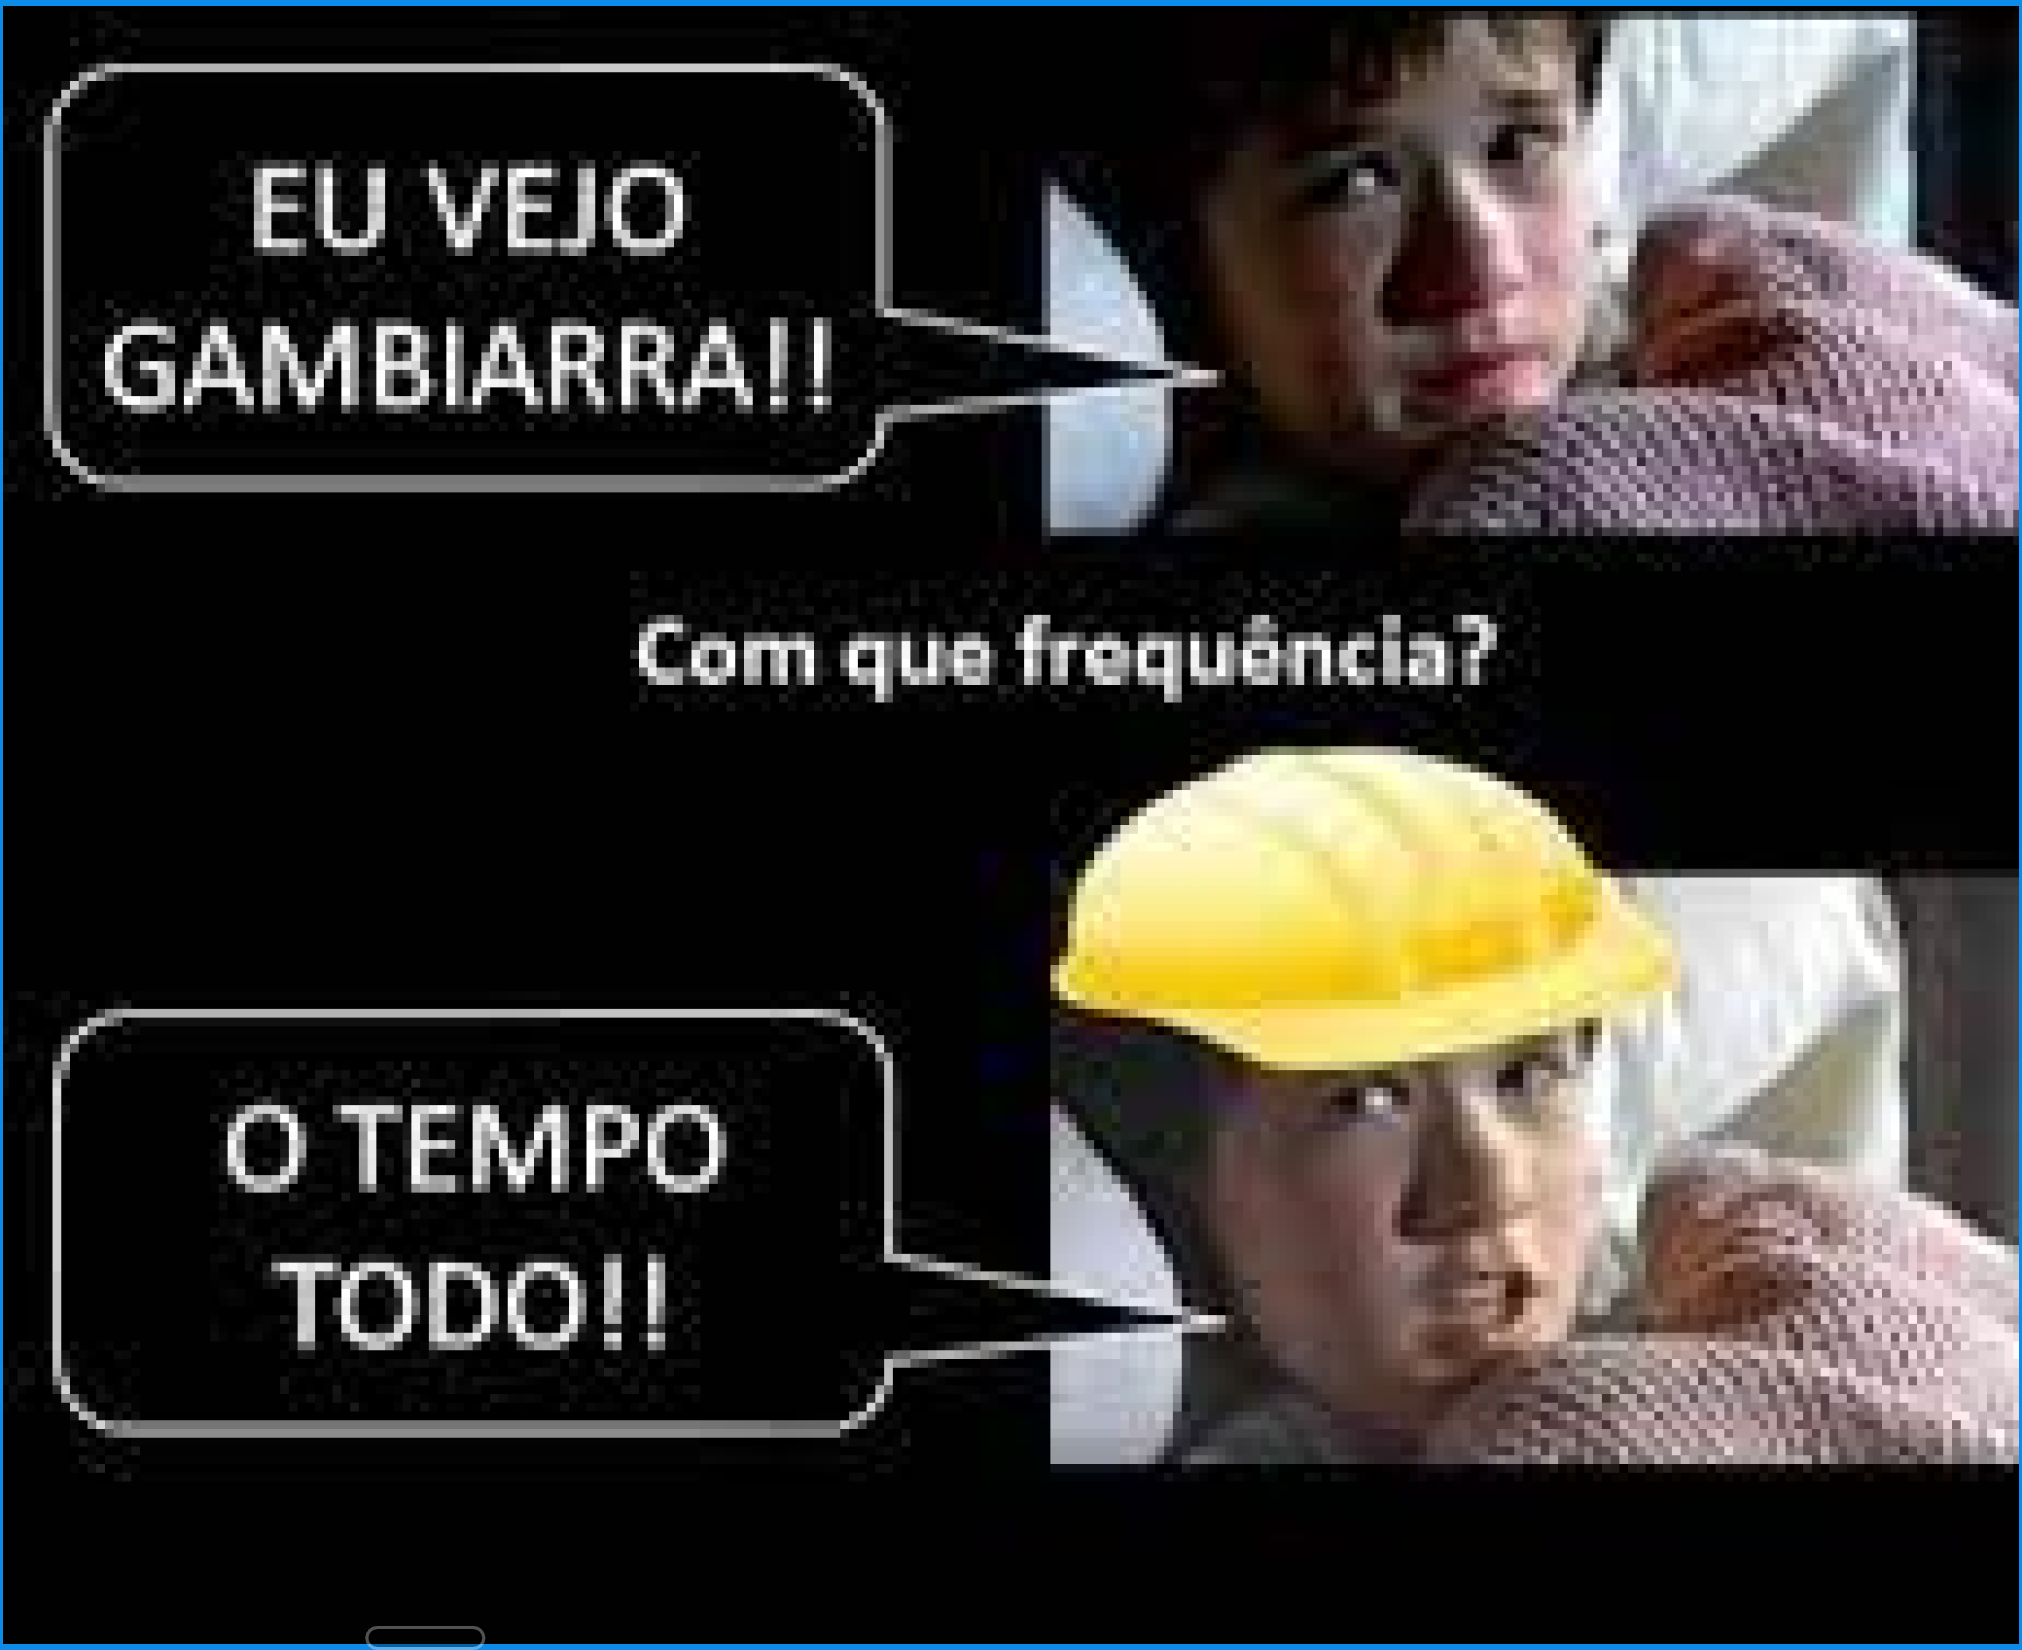 EU VEJO
GAMBIARRA!!
Com que frequência?
O TEMPO
TODO!!